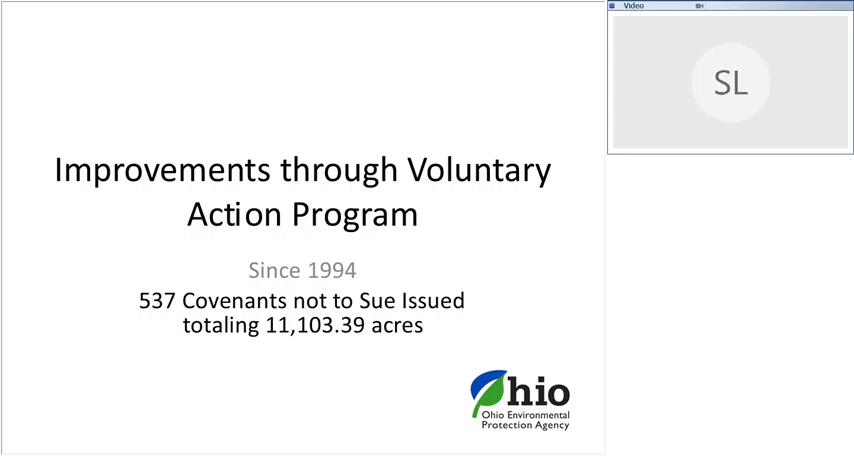 Improvements through Voluntary
Action Program
Since 1994
537 Covenants not to Sue Issued
totaling 11,103.39 acres
Ohio
Ohio Environmental
Protection Agency
Video
SL